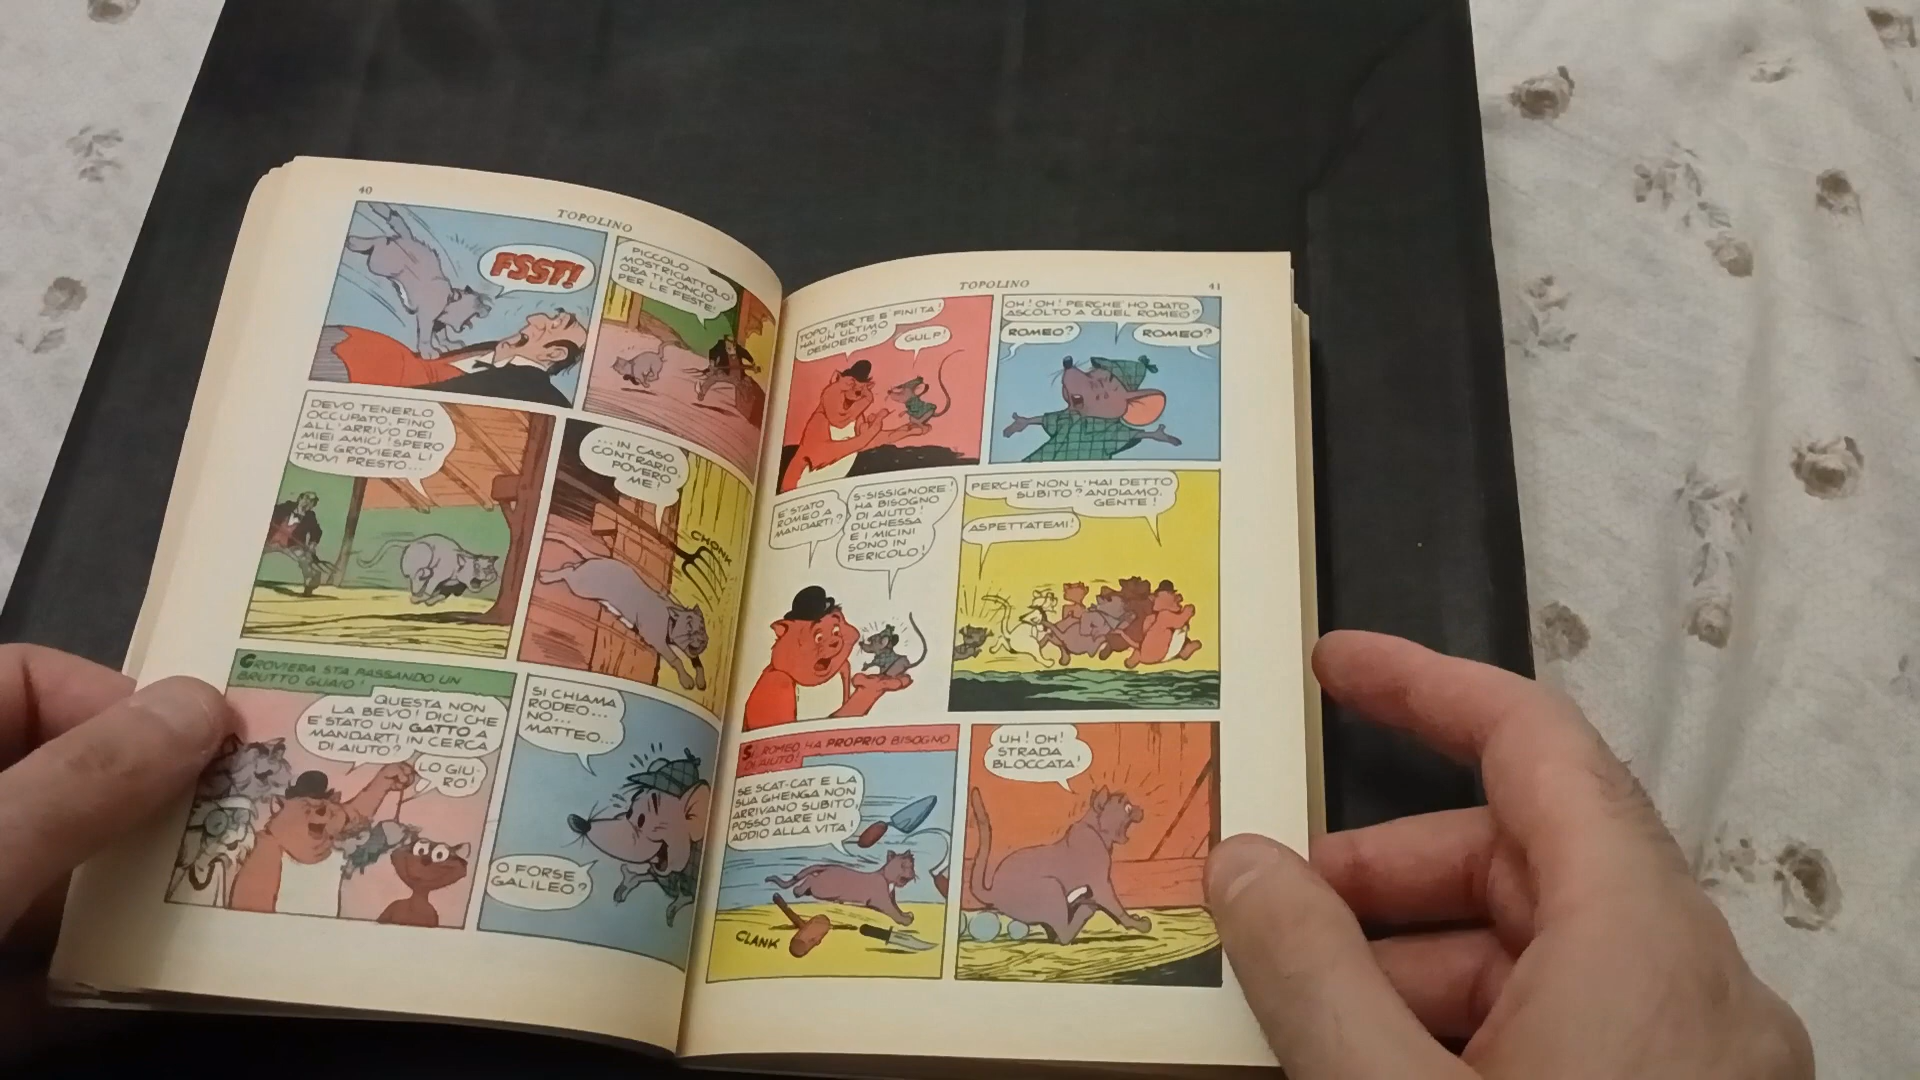 40
TOPOLINO
FSST!
PICCOLO
MOSTRICIATTOLO!
ORA TI CONCIO
PER LE FESTE!
DEVO TENERLO
OCCUPATO, FINO
ALL'ARRIVO DEI
MIEI AMICI! SPERO
CHE GROVIERA LI
TROVI PRESTO...
...IN CASO
CONTRARIO,
POVERO
ME!
CHONK
GROVIERA STA PASSANDO UN
BRUTTO GUAIO!
QUESTA NON
LA BEVO! DICI CHE
E' STATO UN GATTO A
MANDARTI IN CERCA
DI AIUTO?
LO GIU-
RO!
SI CHIAMA
RODEO...
NO...
MATTEO...
O FORSE
GALILEO?
TOPOLINO
41
TOPO, PER TE E' FINITA!
HAI UN ULTIMO
DESIDERIO?
GULP!
OH! OH! PERCHE' HO DATO
ASCOLTO A QUEL ROMEO?
ROMEO?
ROMEO?
E' STATO
ROMEO A
MANDARTI?
S-SISSIGNORE!
HA BISOGNO
DI AIUTO!
DUCHESSA
E I MICINI
SONO IN
PERICOLO!
PERCHE' NON L'HAI DETTO
SUBITO? ANDIAMO,
GENTE!
ASPETTATEMI!
SI, ROMEO HA PROPRIO BISOGNO
DI AIUTO!
SE SCAT-CAT E LA
SUA GHENGA NON
ARRIVANO SUBITO,
POSSO DARE UN
ADDIO ALLA VITA!
CLANK
UH! OH!
STRADA
BLOCCATA!